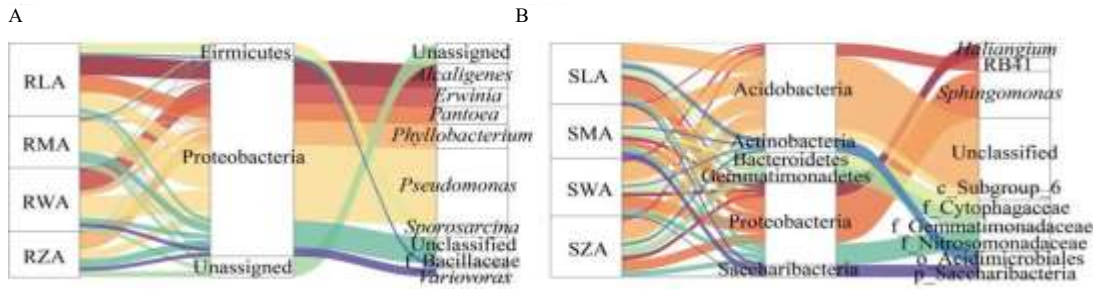 A
RLA
RMA
RWA
RZA
Firmicutes
Proteobacteria
Unassigned
Unassigned
Alcaligenes
Erwinia
Pantoea
Phyllobacterium
Pseudomonas
Sporosarcina
Unclassified
f_Bacillaceae
Variovorax
B
SLA
SMA
SWA
SZA
Acidobacteria
Actinobacteria
Bacteroidetes
Gemmatimonadetes
Proteobacteria
Saccharibacteria
Haliangium
RB41
Sphingomonas
Unclassified
c_Subgroup_6
f_Cytophagaceae
f_Gemmatimonadaceae
f_Nitrosomonadaceae
o_Acidimicrobiales
p_Saccharibacteria